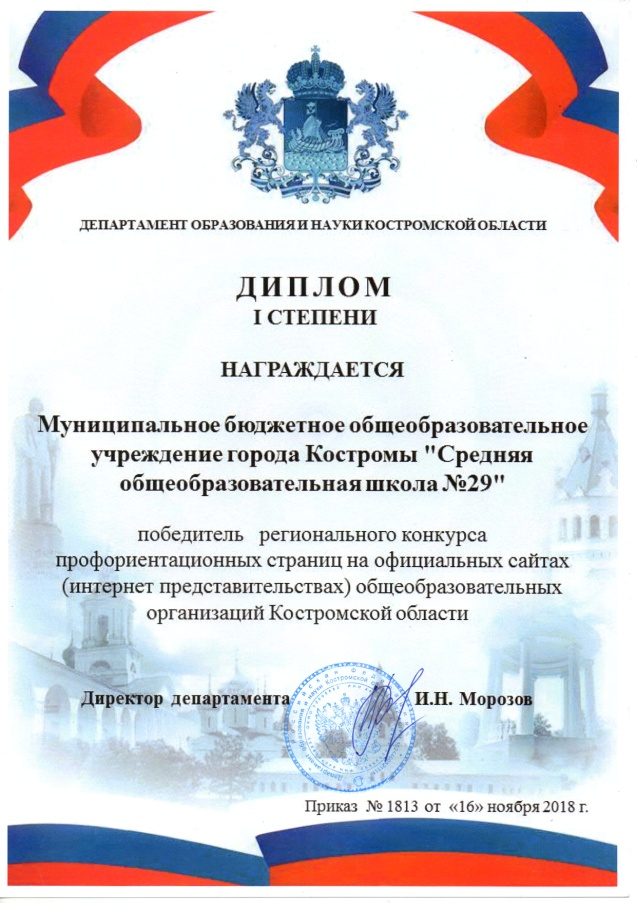 ДЕПАРТАМЕНТ ОБРАЗОВАНИЯ И НАУКИ КОСТРОМСКОЙ ОБЛАСТИ
ДИПЛОМ
I СТЕПЕНИ
НАГРАЖДАЕТСЯ
Муниципальное бюджетное общеобразовательное
учреждение города Костромы "Средняя
общеобразовательная школа №29"
победитель регионального конкурса
профориентационных страниц на официальных сайтах
(интернет представительствах) общеобразовательных
организаций Костромской области
Директор департамента И.Н. Морозов
Приказ № 1813 от «16» ноября 2018 г.